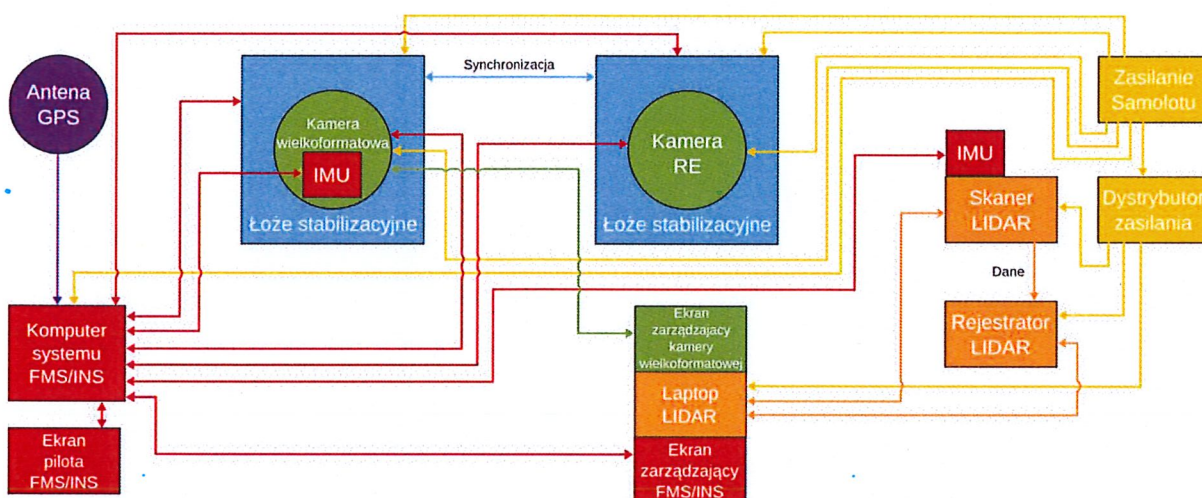 Antena
GPS
Kamera
wielkoformatowa
IMU
Łoże stabilizacyjne
Synchronizacja
Kamera
RE
Łoże stabilizacyjne
Zasilanie
Samolotu
IMU
Skaner
LIDAR
Dystrybutor
zasilania
Dane
Rejestrator
LIDAR
Komputer
systemu
FMS/INS
Ekran
pilota
FMS/INS
Ekran
zarządzający
kamery
wielkoformatowej
Laptop
LIDAR
Ekran
zarządzający
FMS/INS